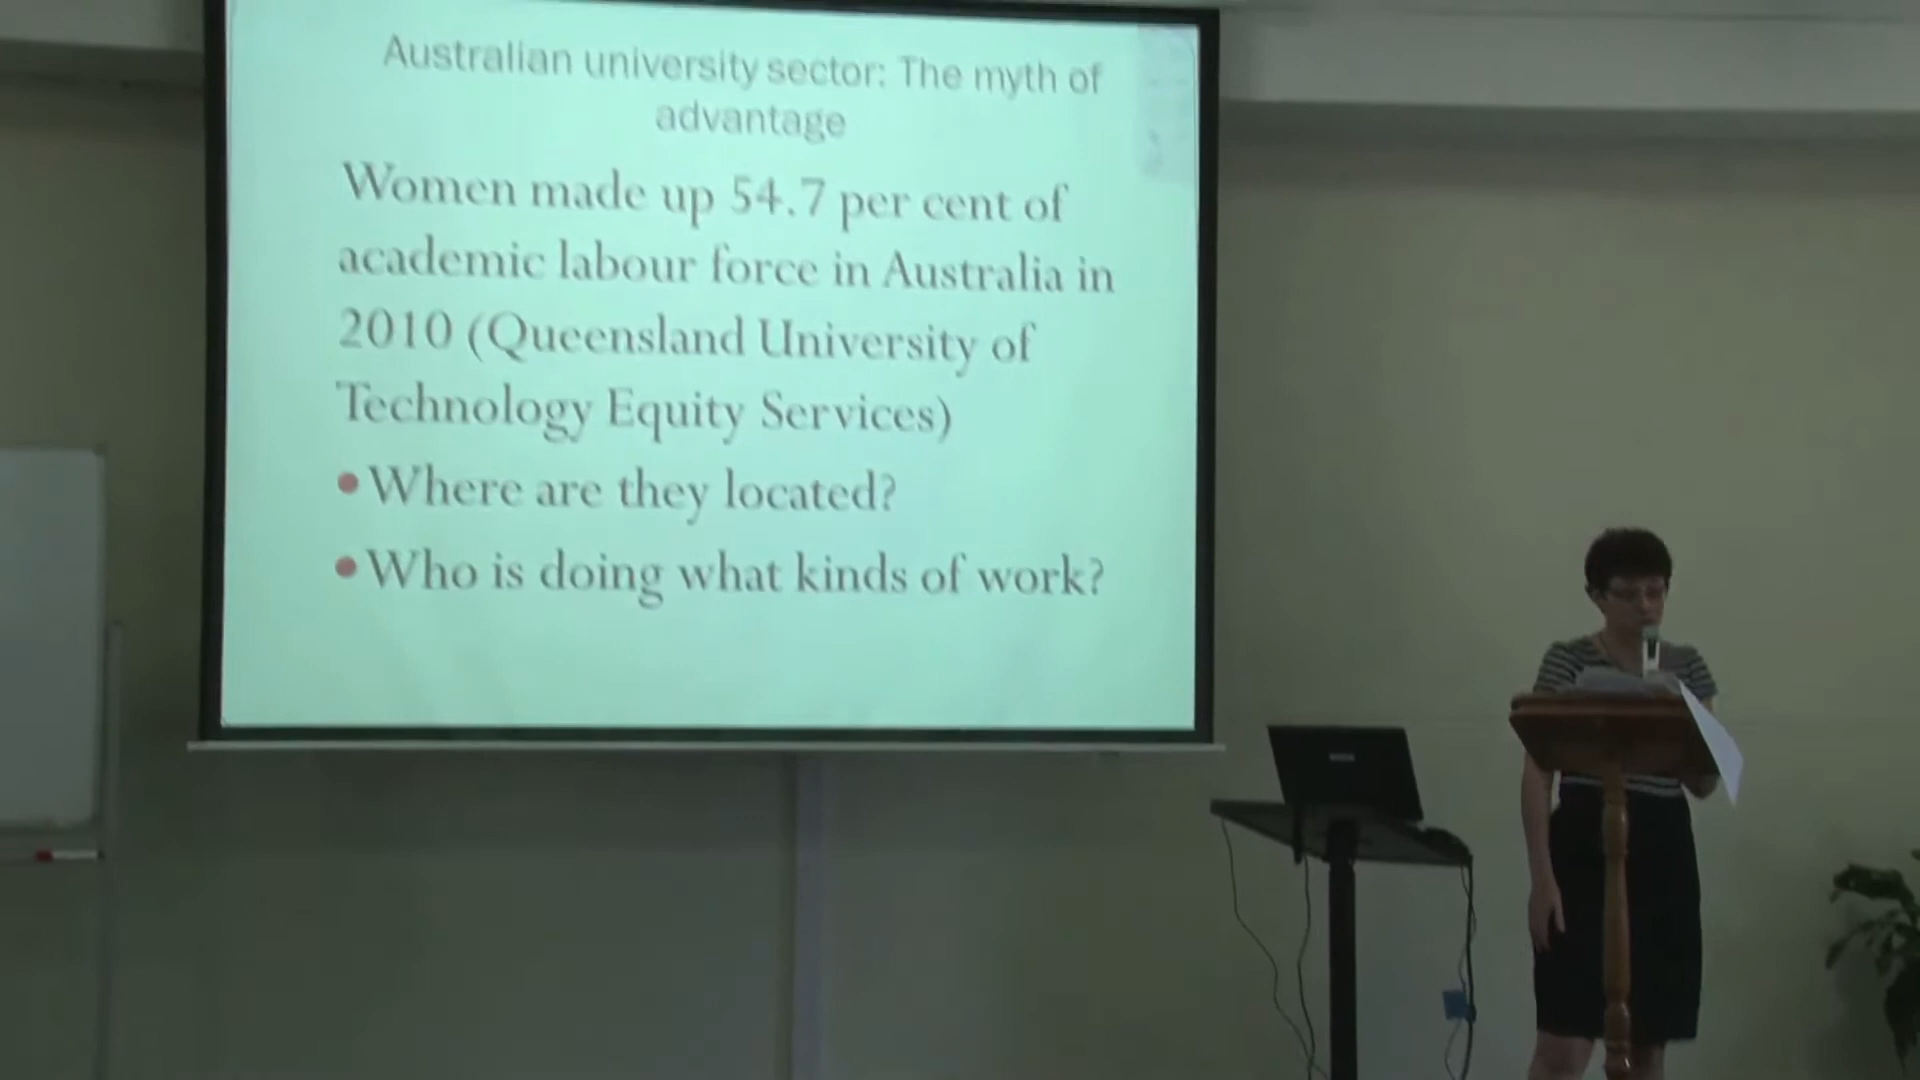 Australian university sector: The myth of
advantage
Women made up 54.7 per cent of
academic labour force in Australia in
2010 (Queensland University of
Technology Equity Services)
• Where are they located?
• Who is doing what kinds of work?